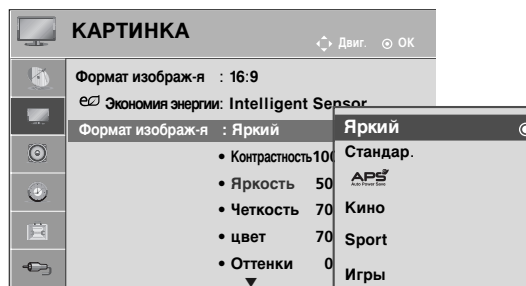 КАРТИНКА
Двиг. OK
Формат изображ-я : 16:9
Экономия энергии: Intelligent Sensor
Формат изображ-я : Яркий
• Контрастность 100
• Яркость 50
• Четкость 70
• цвет 70
• Оттенки 0
Яркий
Стандар.
APS
Auto Power Save
Кино
Sport
Игры